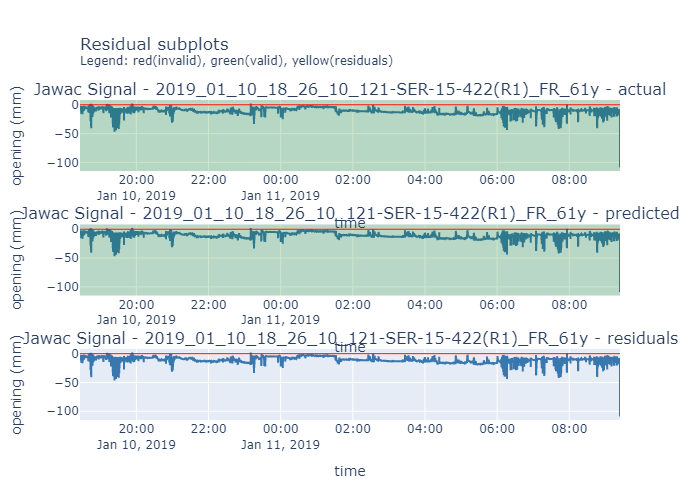 Residual subplots
Legend: red(invalid), green(valid), yellow(residuals)
Jawac Signal - 2019_01_10_18_26_10_121-SER-15-422(R1)_FR_61y - actual
opening (mm)
0
−50
−100
20:00 22:00 00:00 02:00 04:00 06:00 08:00
Jan 10, 2019 Jan 11, 2019
time
Jawac Signal - 2019_01_10_18_26_10_121-SER-15-422(R1)_FR_61y - predicted
opening (mm)
0
−50
−100
20:00 22:00 00:00 02:00 04:00 06:00 08:00
Jan 10, 2019 Jan 11, 2019
time
Jawac Signal - 2019_01_10_18_26_10_121-SER-15-422(R1)_FR_61y - residuals
opening (mm)
0
−50
−100
20:00 22:00 00:00 02:00 04:00 06:00 08:00
Jan 10, 2019 Jan 11, 2019
time